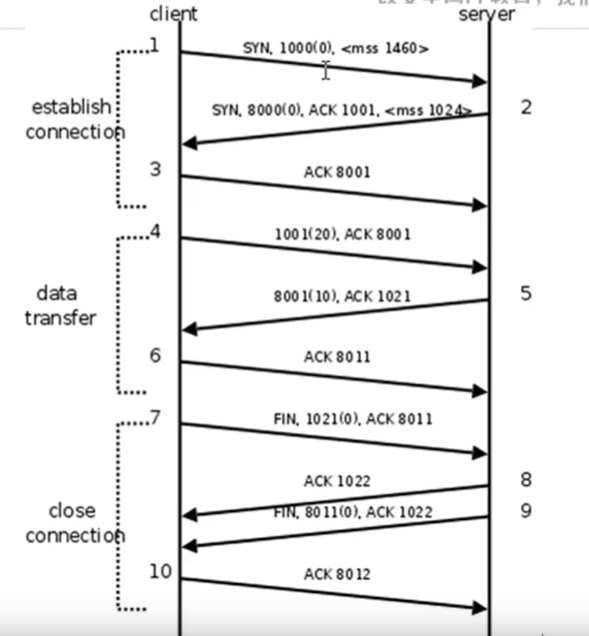 client
server
1
SYN, 1000(0), <mss 1460>
SYN, 8000(0), ACK 1001, <mss 1024>
2
establish
connection
3
ACK 8001
4
1001(20), ACK 8001
data
transfer
8001(10), ACK 1021
5
6
ACK 8011
7
FIN, 1021(0), ACK 8011
ACK 1022
8
close
connection
FIN, 8011(0), ACK 1022
9
10
ACK 8012